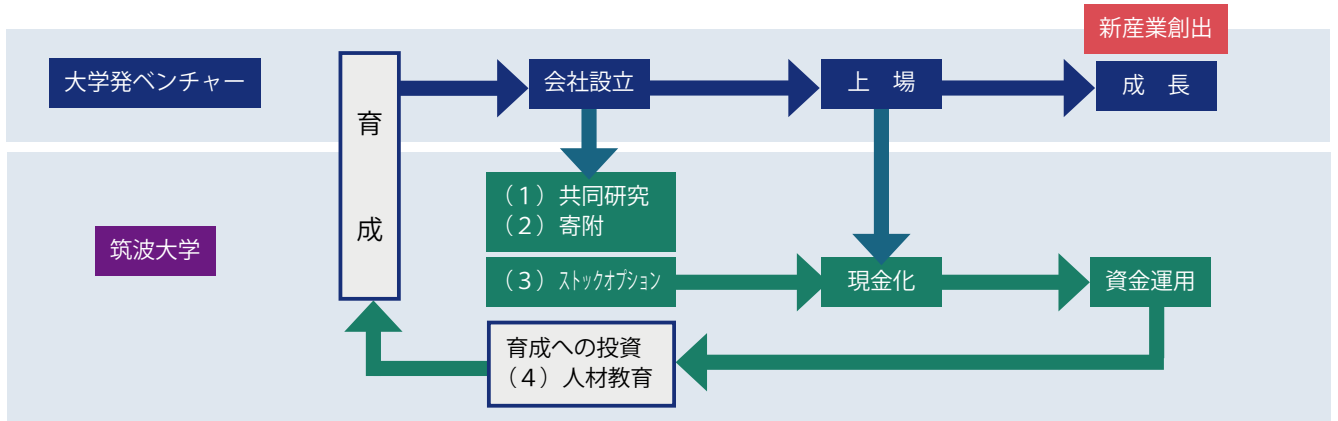 新産業創出
大学発ベンチャー
会社設立
上　場
成　長
育
成
筑波大学
（１）共同研究
（２）寄附
（３）ｽﾄｯｸｵﾌﾟｼｮﾝ
現金化
資金運用
育成への投資
（４）人材教育